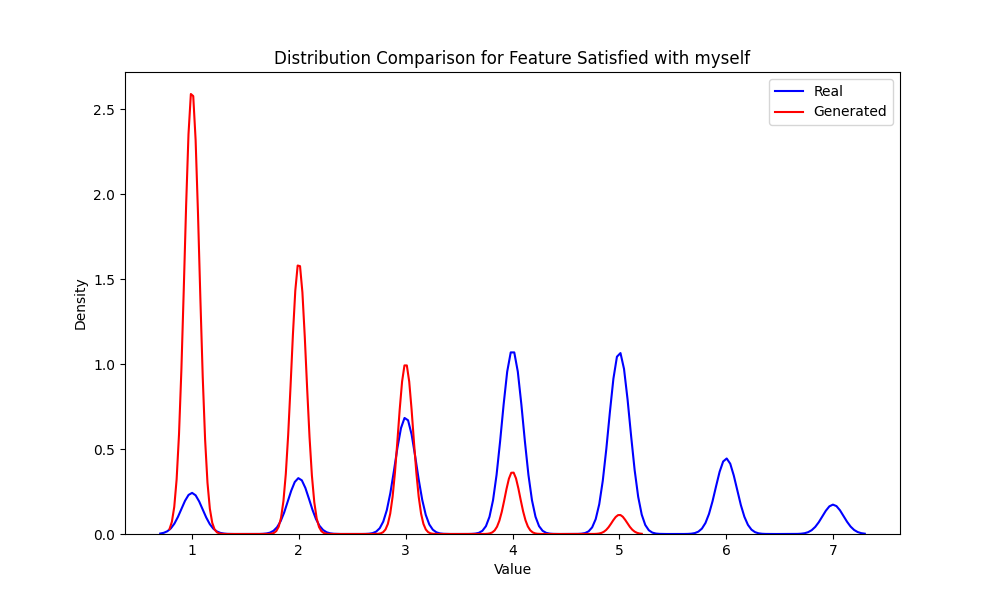 Distribution Comparison for Feature Satisfied with myself
Real
Generated
Density
2.5
2.0
1.5
1.0
0.5
0.0
1 2 3 4 5 6 7
Value